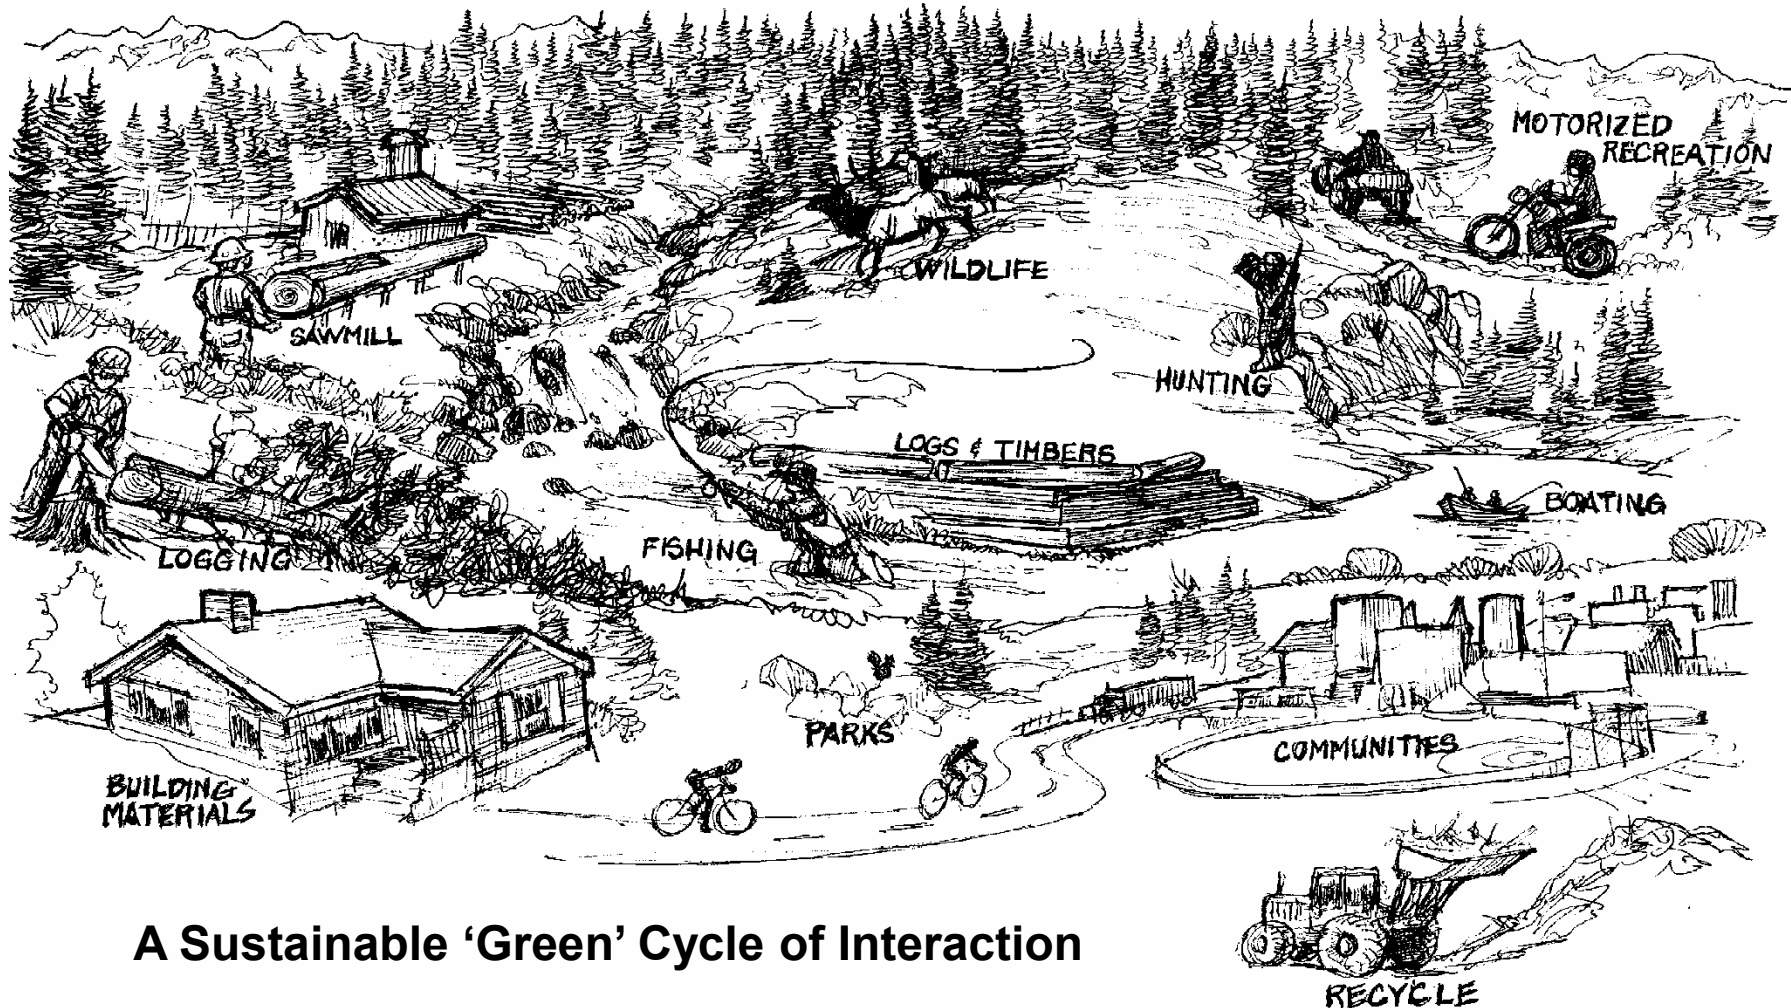 MOTORIZED
RECREATION
WILDLIFE
SAWMILL
HUNTING
LOGS & TIMBERS
BOATING
FISHING
LOGGING
PARKS
COMMUNITIES
BUILDING
MATERIALS
A Sustainable ‘Green’ Cycle of Interaction
RECYCLE